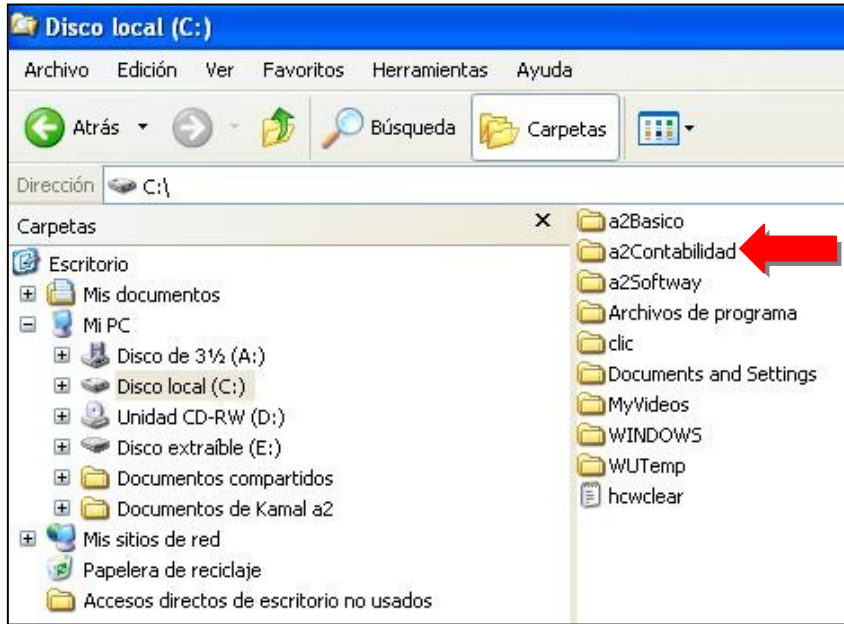 Disco local (C:)
Archivo Edición Ver Favoritos Herramientas Ayuda
Atrás Búsqueda Carpetas
Dirección C:\
Carpetas
Escritorio
Mis documentos
Mi PC
Disco de 3½ (A:)
Disco local (C:)
Unidad CD-RW (D:)
Disco extraíble (E:)
Documentos compartidos
Documentos de Kamal a2
Mis sitios de red
Papelera de reciclaje
Accesos directos de escritorio no usados
a2Basico
a2Contabilidad
a2Softway
Archivos de programa
clic
Documents and Settings
MyVideos
WINDOWS
WUTemp
hcwclear